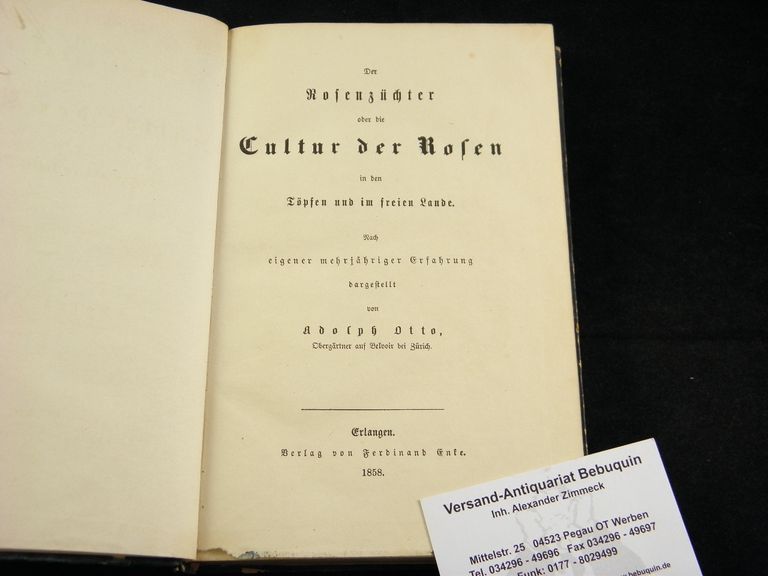 Der
Rosenzüchter
oder die
Cultur der Rosen
in den
Töpfen und im freien Lande.
Nach
eigener mehrjähriger Erfahrung
dargestellt
von
Adolph Otto,
Obergärtner auf Belvoir bei Zürich.
Erlangen.
Verlag von Ferdinand Enke.
1858.
Versand-Antiquariat Bebuquin
Inh. Alexander Zimmeck
Mittelstr. 25 04523 Pegau OT Werben
Tel. 034296 - 49696 Fax 034296 - 49697
Funk: 0177 - 8029499
bebuquin.de